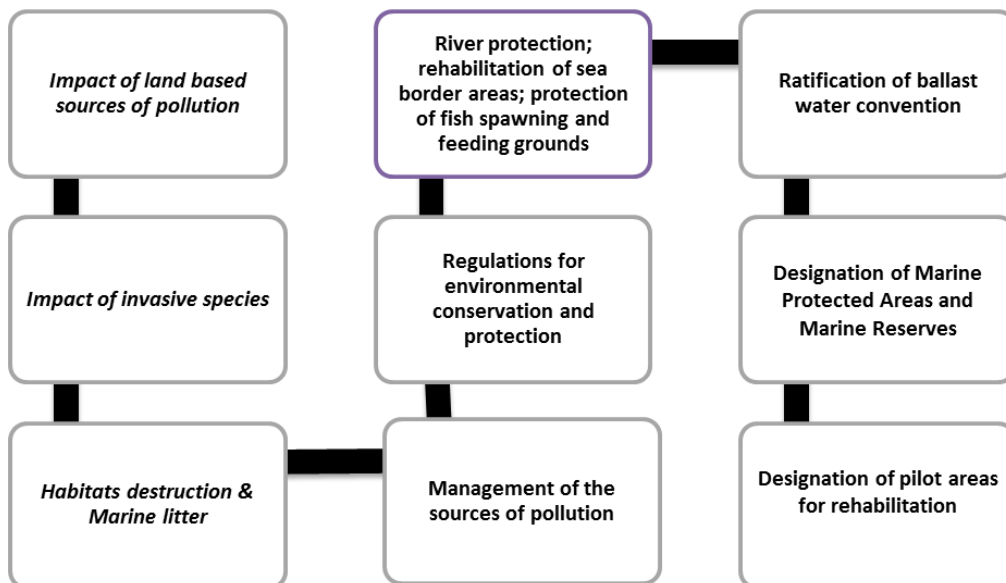 Impact of land based
sources of pollution
Impact of invasive species
Habitats destruction &
Marine litter
River protection;
rehabilitation of sea
border areas; protection
of fish spawning and
feeding grounds
Regulations for
environmental
conservation and
protection
Management of the
sources of pollution
Ratification of ballast
water convention
Designation of Marine
Protected Areas and
Marine Reserves
Designation of pilot areas
for rehabilitation